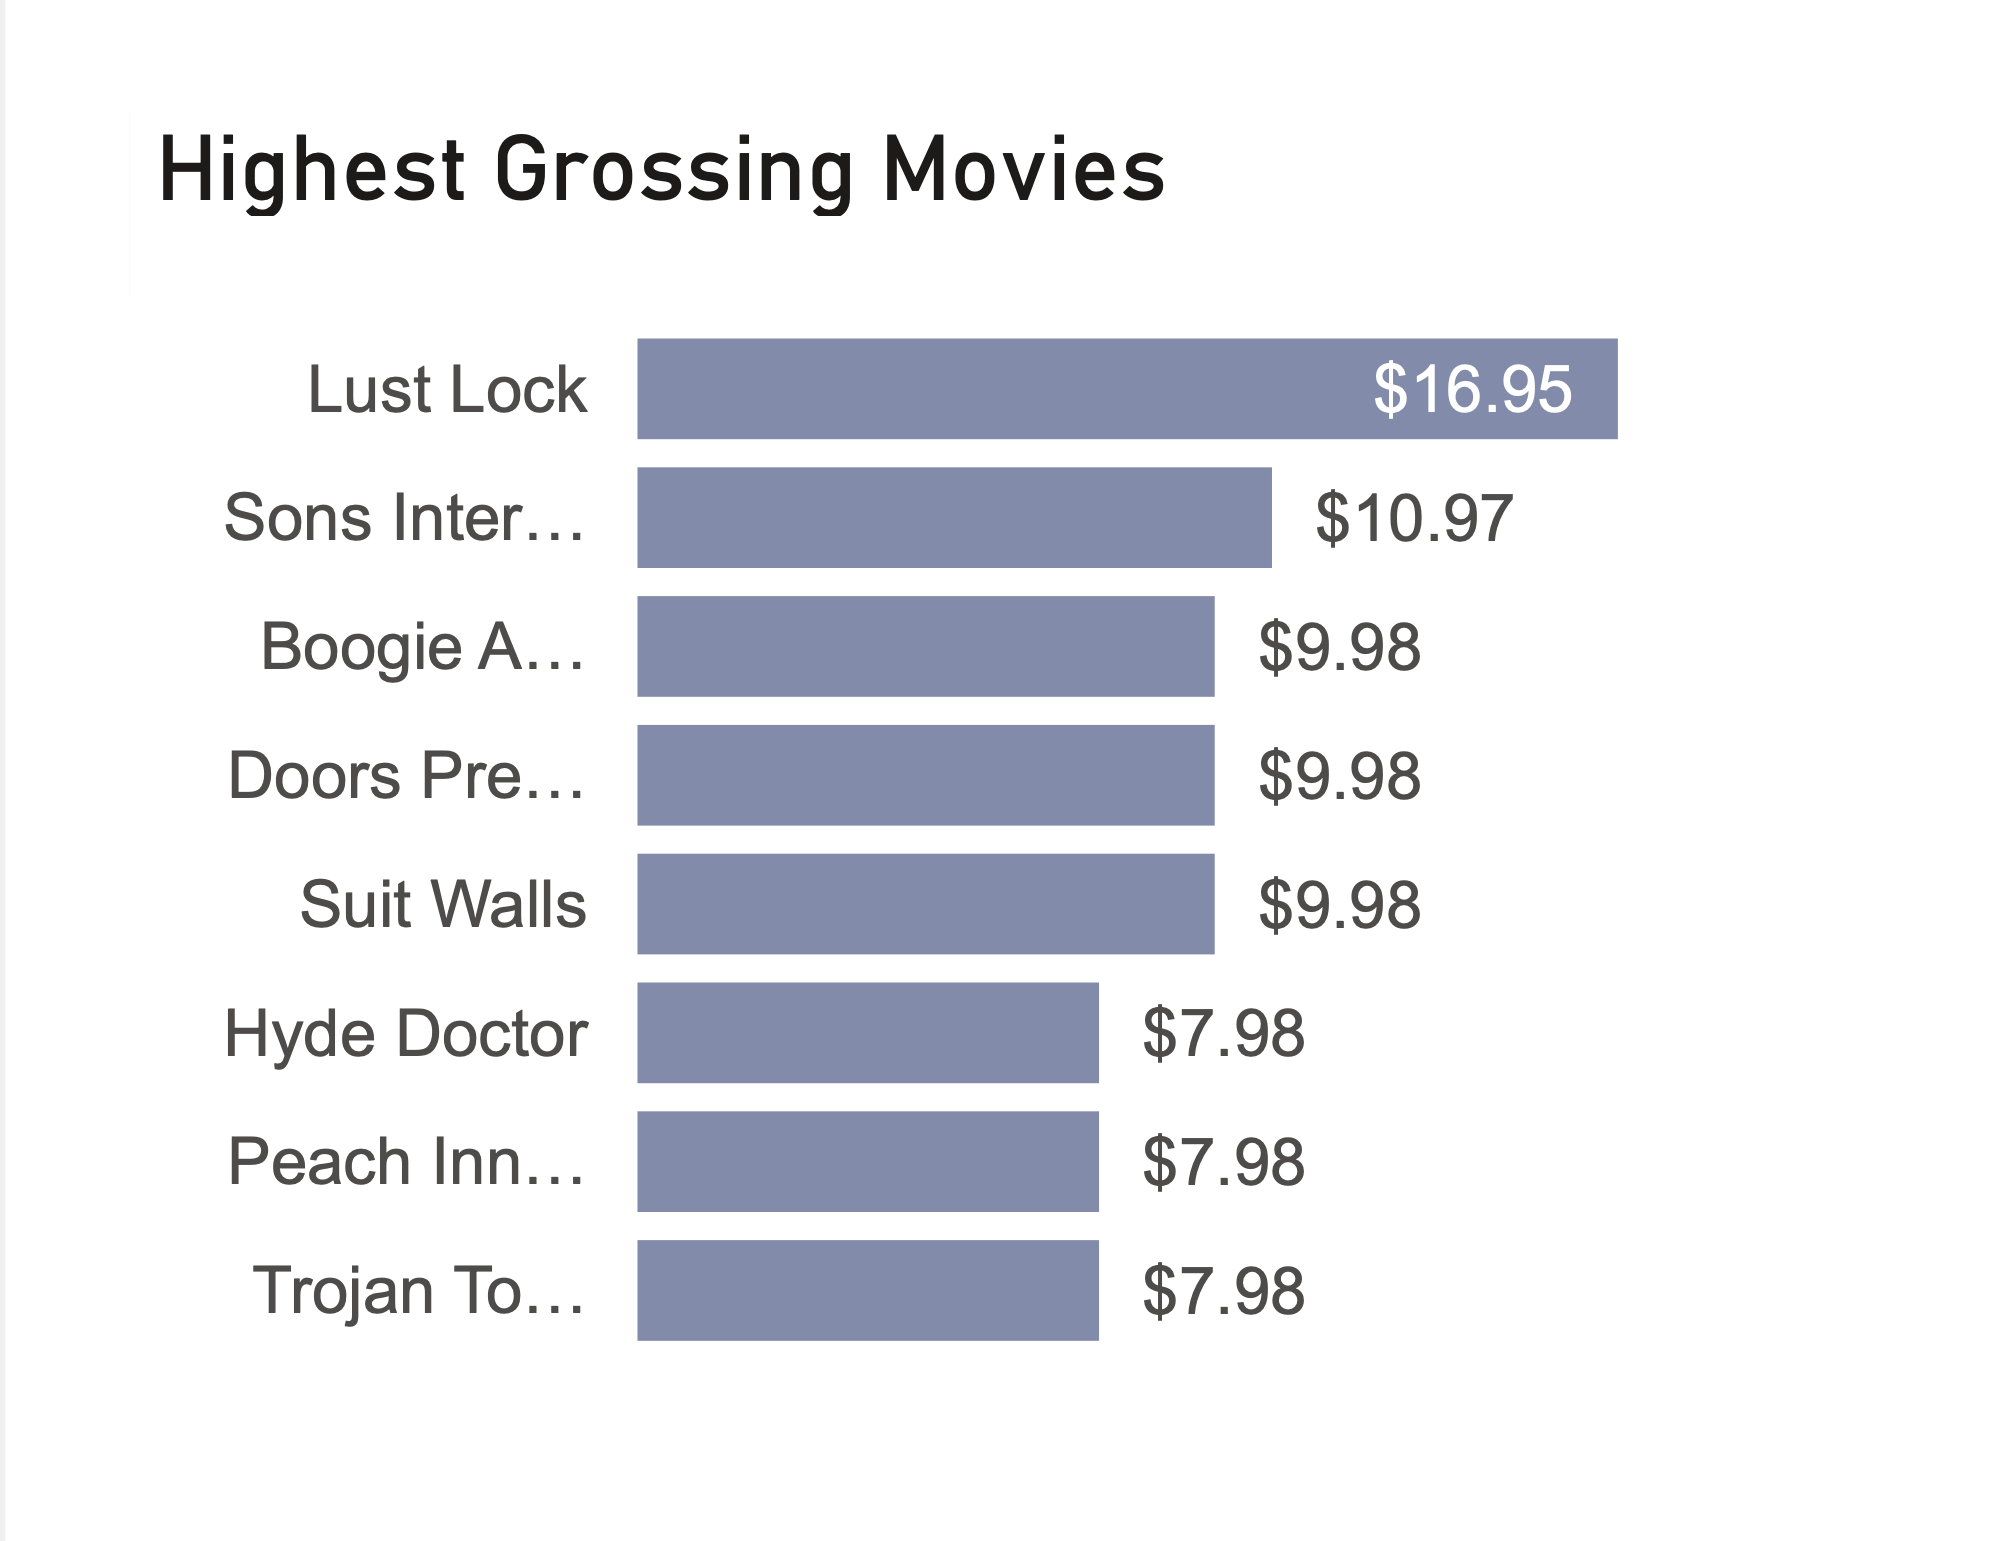 Highest Grossing Movies
Lust Lock $16.95
Sons Inter… $10.97
Boogie A… $9.98
Doors Pre… $9.98
Suit Walls $9.98
Hyde Doctor $7.98
Peach Inn… $7.98
Trojan To… $7.98